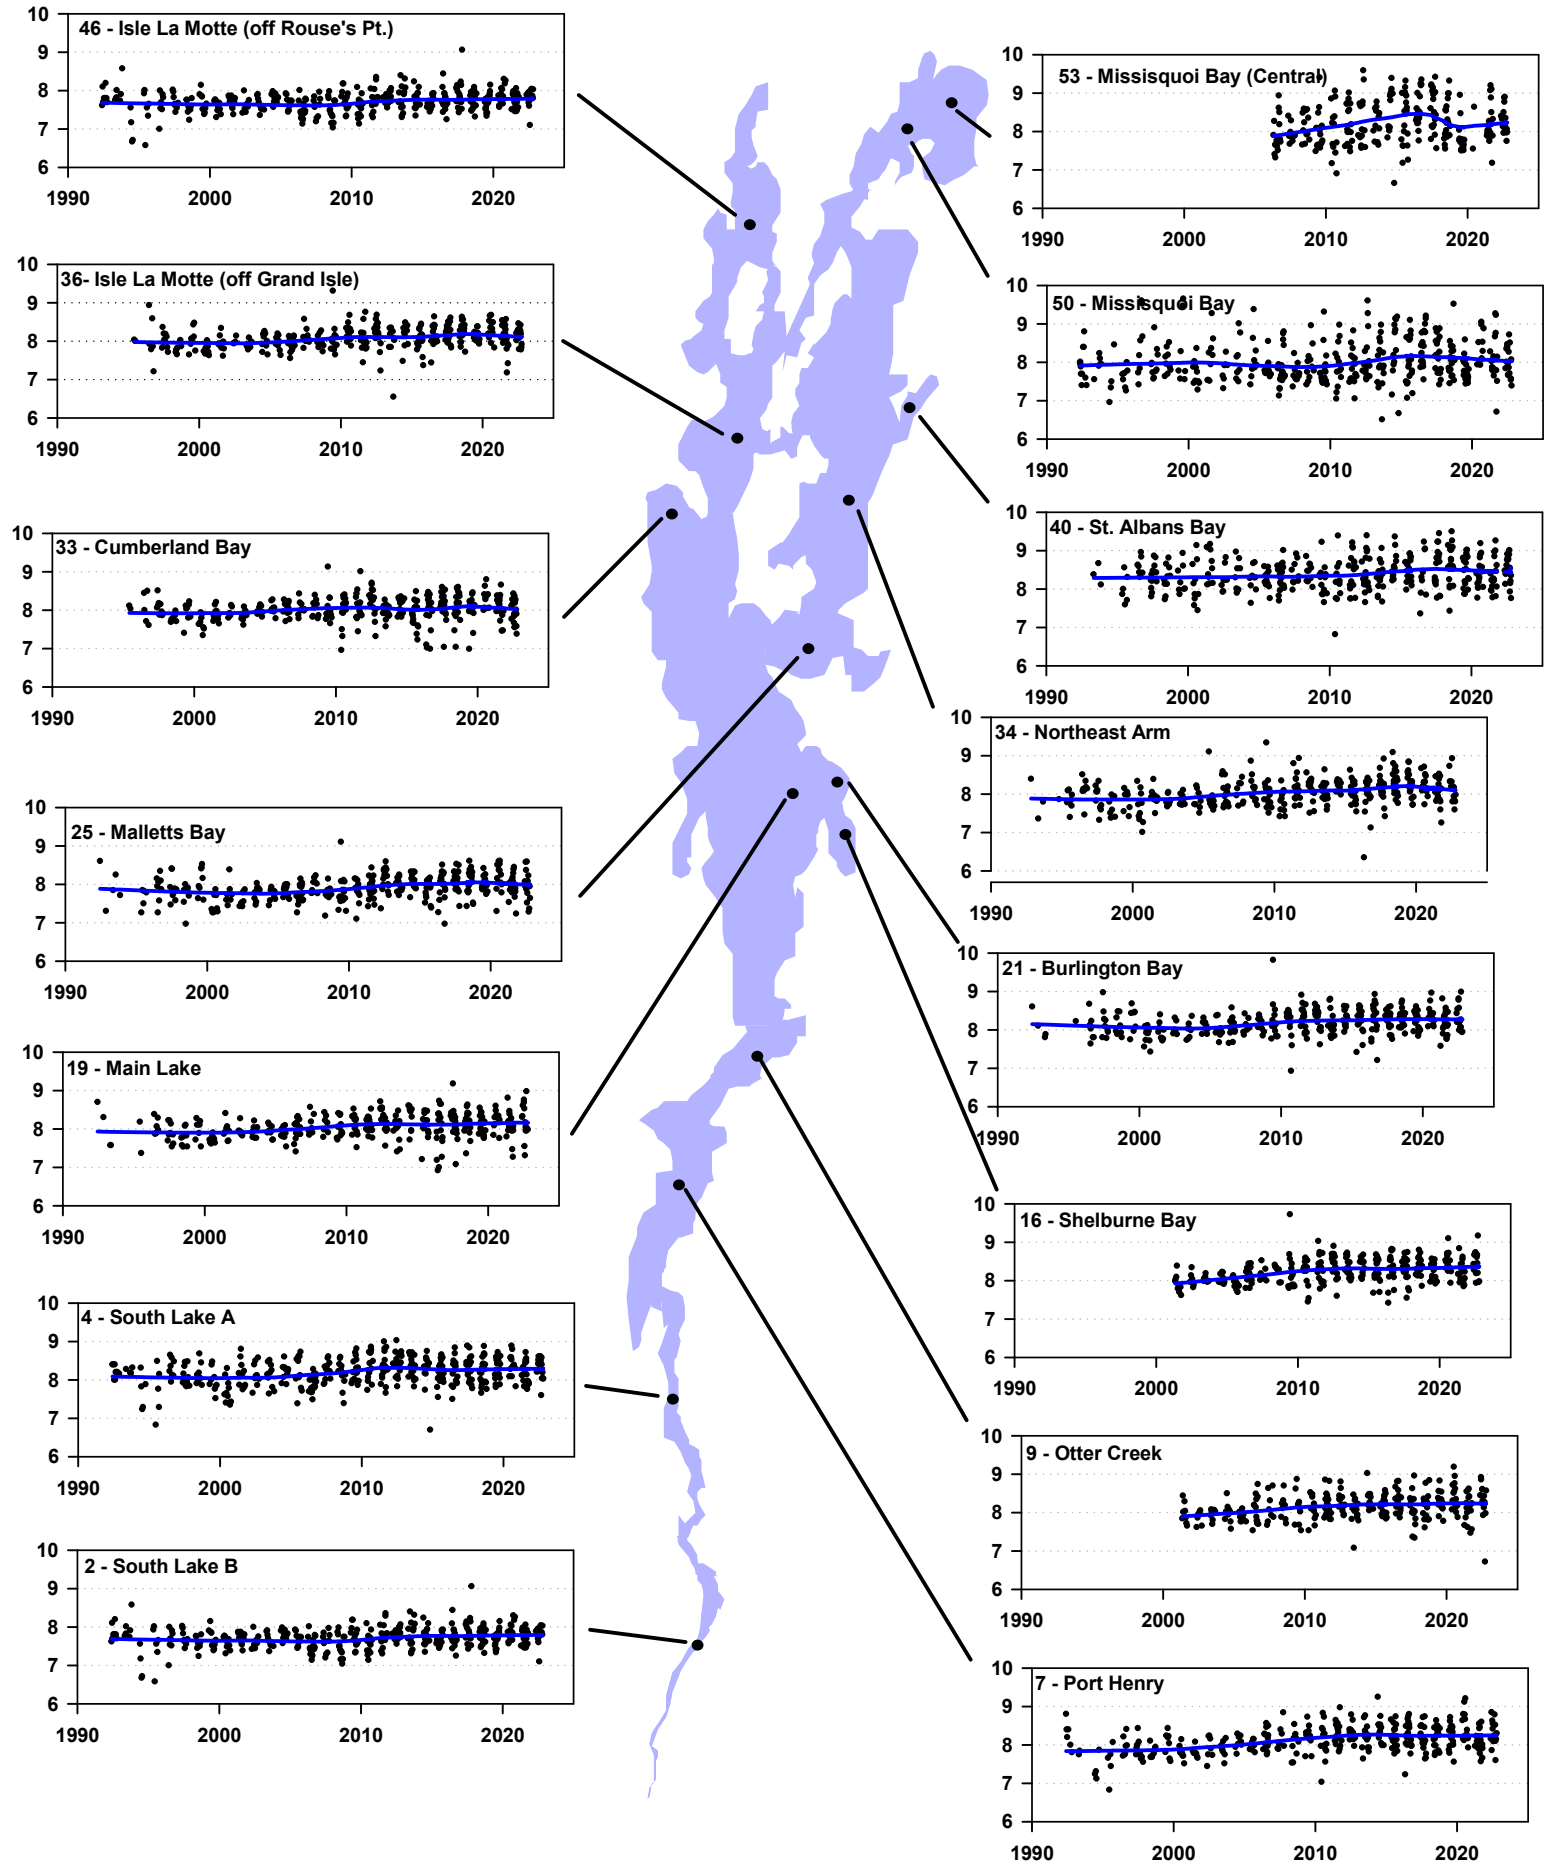 46 - Isle La Motte (off Rouse's Pt.)
10
9
8
7
6
1990 2000 2010 2020
53 - Missisquoi Bay (Central)
10
9
8
7
6
1990 2000 2010 2020
36- Isle La Motte (off Grand Isle)
10
9
8
7
6
1990 2000 2010 2020
50 - Missisquoi Bay
10
9
8
7
6
1990 2000 2010 2020
33 - Cumberland Bay
10
9
8
7
6
1990 2000 2010 2020
40 - St. Albans Bay
10
9
8
7
6
1990 2000 2010 2020
34 - Northeast Arm
10
9
8
7
6
1990 2000 2010 2020
25 - Malletts Bay
10
9
8
7
6
1990 2000 2010 2020
21 - Burlington Bay
10
9
8
7
6
1990 2000 2010 2020
19 - Main Lake
10
9
8
7
6
1990 2000 2010 2020
16 - Shelburne Bay
10
9
8
7
6
1990 2000 2010 2020
4 - South Lake A
10
9
8
7
6
1990 2000 2010 2020
9 - Otter Creek
10
9
8
7
6
1990 2000 2010 2020
2 - South Lake B
10
9
8
7
6
1990 2000 2010 2020
7 - Port Henry
10
9
8
7
6
1990 2000 2010 2020